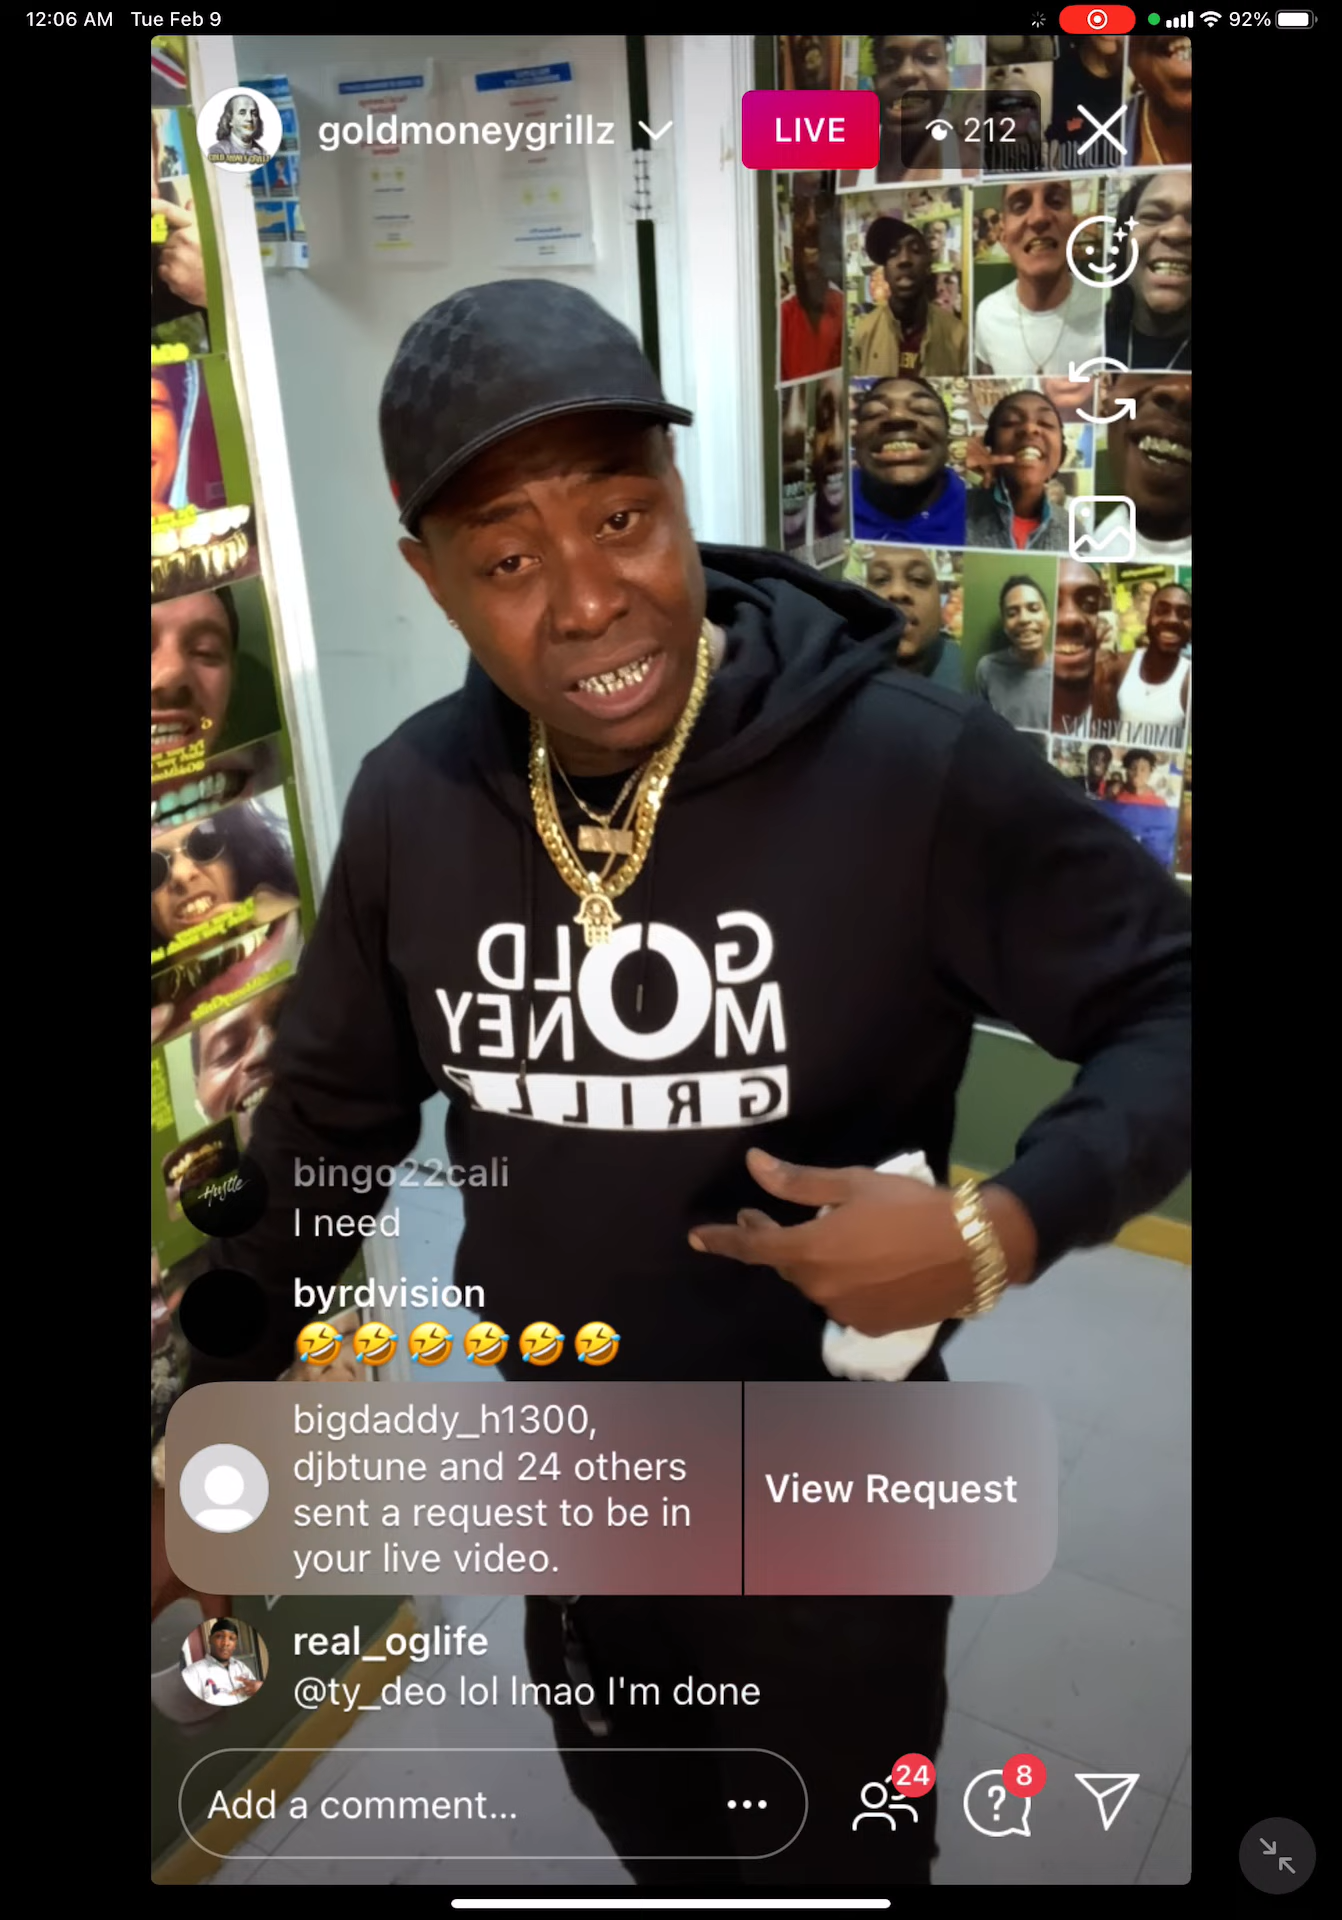 12:06 AM Tue Feb 9
92%
goldmoneygrillz
LIVE
212
GOLD
MONEY
GRILLZ
bingo22cali
Hustle
I need
byrdvision
🤣🤣🤣🤣🤣🤣
bigdaddy_h1300,
djbtune and 24 others
sent a request to be in
your live video.
View Request
real_oglife
@ty_deo lol lmao I'm done
Add a comment...
24
8